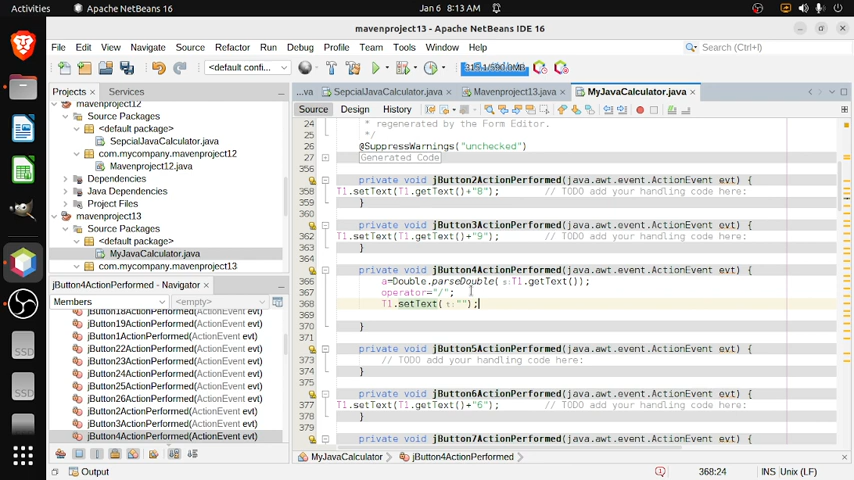 Activities
Jan 6 8:13 AM
mavenproject13 - Apache NetBeans IDE 16
File Edit View Navigate Source Refactor Run Debug Profile Team Tools Window Help
Search (Ctrl+I)
<default confi...
Projects
Services
...va
SepcialJavaCalculator.java
Mavenproject13.java
MyJavaCalculator.java
Source Design History
mavenproject12
Source Packages
<default package>
SepcialJavaCalculator.java
com.mycompany.mavenproject12
Mavenproject12.java
Dependencies
Java Dependencies
Project Files
mavenproject13
Source Packages
<default package>
MyJavaCalculator.java
com.mycompany.mavenproject13
jButton4ActionPerformed - Navigator
Members
<empty>
jButton18ActionPerformed(ActionEvent evt)
jButton19ActionPerformed(ActionEvent evt)
jButton1ActionPerformed(ActionEvent evt)
jButton22ActionPerformed(ActionEvent evt)
jButton23ActionPerformed(ActionEvent evt)
jButton24ActionPerformed(ActionEvent evt)
jButton25ActionPerformed(ActionEvent evt)
jButton26ActionPerformed(ActionEvent evt)
jButton2ActionPerformed(ActionEvent evt)
jButton3ActionPerformed(ActionEvent evt)
jButton4ActionPerformed(ActionEvent evt)
Output
24 * regenerated by the Form Editor.
25 */
26 @SuppressWarnings("unchecked")
27 Generated Code
356
private void jButton2ActionPerformed(java.awt.event.ActionEvent evt) {
358 T1.setText(T1.getText()+"8"); // TODO add your handling code here:
359 }
360
private void jButton3ActionPerformed(java.awt.event.ActionEvent evt) {
362 T1.setText(T1.getText()+"9"); // TODO add your handling code here:
363 }
364
private void jButton4ActionPerformed(java.awt.event.ActionEvent evt) {
366 a=Double.parseDouble(s:T1.getText());
367 operator="/";
368 T1.setText(t:"");
369
370 }
371
private void jButton5ActionPerformed(java.awt.event.ActionEvent evt) {
373 // TODO add your handling code here:
374 }
375
private void jButton6ActionPerformed(java.awt.event.ActionEvent evt) {
377 T1.setText(T1.getText()+"6"); // TODO add your handling code here:
378 }
379
private void jButton7ActionPerformed(java.awt.event.ActionEvent evt) {
MyJavaCalculator
jButton4ActionPerformed
368:24
INS
Unix (LF)